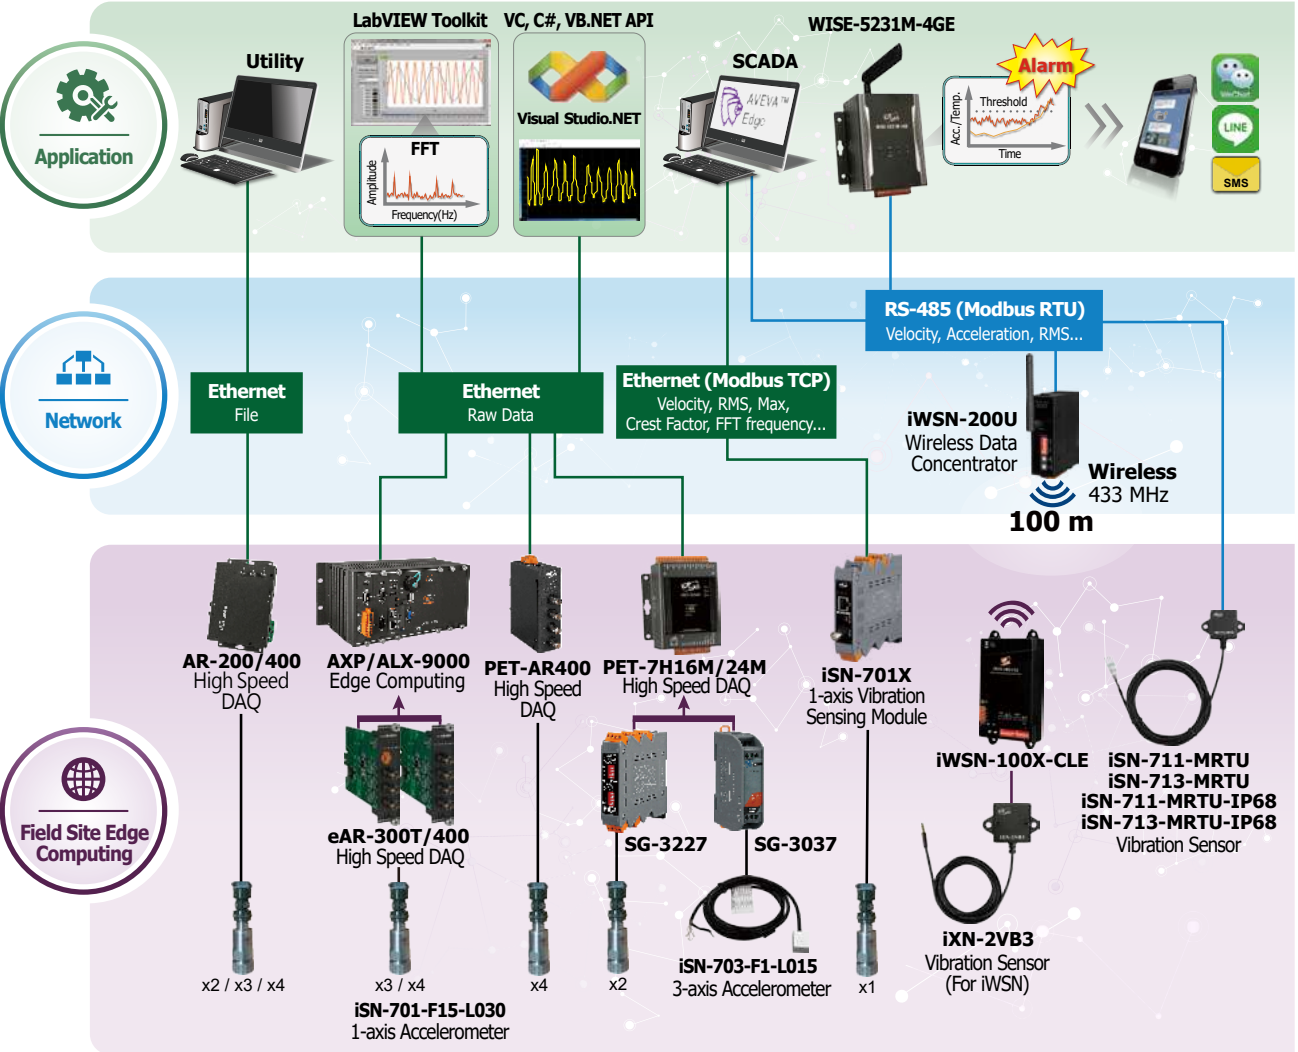 LabVIEW Toolkit
VC, C#, VB.NET API
WISE-5231M-4GE
Utility
SCADA
Alarm
Threshold
Acc./Temp.
Time
AVEVA™
Edge
Visual Studio.NET
FFT
Amplitude
Frequency(Hz)
WeChat
LINE
SMS
Application
RS-485 (Modbus RTU)
Velocity, Acceleration, RMS...
Ethernet
File
Ethernet
Raw Data
Ethernet (Modbus TCP)
Velocity, RMS, Max,
Crest Factor, FFT frequency...
Network
iWSN-200U
Wireless Data
Concentrator
Wireless
433 MHz
100 m
AR-200/400
High Speed
DAQ
AXP/ALX-9000
Edge Computing
PET-AR400
High Speed
DAQ
PET-7H16M/24M
High Speed DAQ
iSN-701X
1-axis Vibration
Sensing Module
iWSN-100X-CLE
iSN-711-MRTU
iSN-713-MRTU
iSN-711-MRTU-IP68
iSN-713-MRTU-IP68
Vibration Sensor
Field Site Edge
Computing
eAR-300T/400
High Speed DAQ
SG-3227
SG-3037
x2 / x3 / x4
x3 / x4
iSN-701-F15-L030
1-axis Accelerometer
x4
x2
iSN-703-F1-L015
3-axis Accelerometer
x1
iXN-2VB3
Vibration Sensor
(For iWSN)